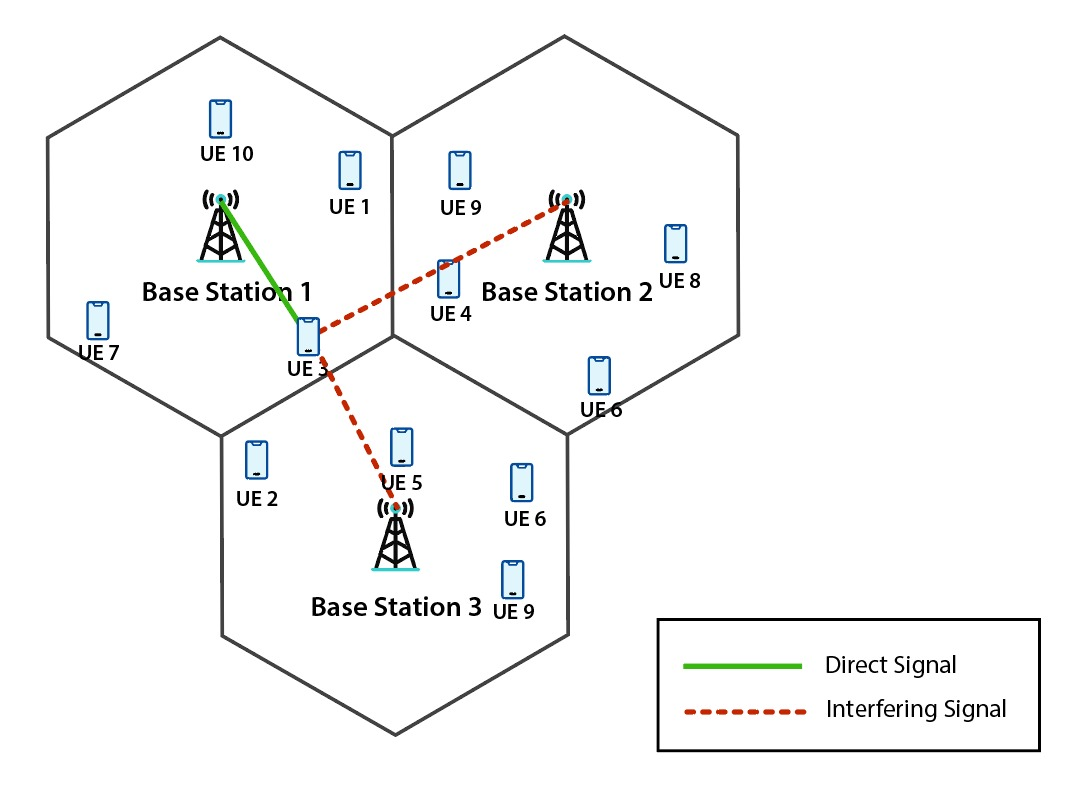 UE 10
UE 1
UE 9
Base Station 1
Base Station 2
UE 8
UE 4
UE 7
UE 3
UE 6
UE 5
UE 2
UE 6
Base Station 3
UE 9
Direct Signal
Interfering Signal